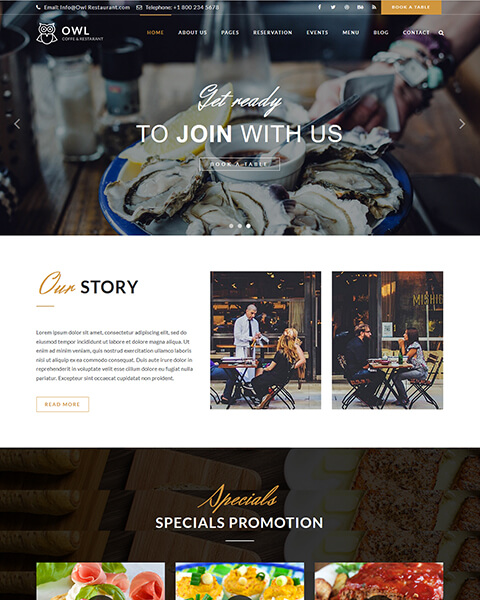 Email: Info@Owl Restaurant.com Telephone: +1 800 234 5678
BOOK A TABLE
OWL
COFFE & RESTARANT
HOME ABOUT US PAGES RESERVATION EVENTS MENU BLOG CONTACT
Get ready
TO JOIN WITH US
BOOK A TABLE
Our STORY
Lorem ipsum dolor sit amet, consectetur adipiscing elit, sed do
eiusmod tempor incididunt ut labore et dolore magna aliqua. Ut
enim ad minim veniam, quis nostrud exercitation ullamco laboris
nisi ut aliquip ex ea commodo consequat. Duis aute irure dolor in
reprehenderit in voluptate velit esse cillum dolore eu fugiat nulla
pariatur. Excepteur sint occaecat cupidatat non proident.
READ MORE
Specials
SPECIALS PROMOTION